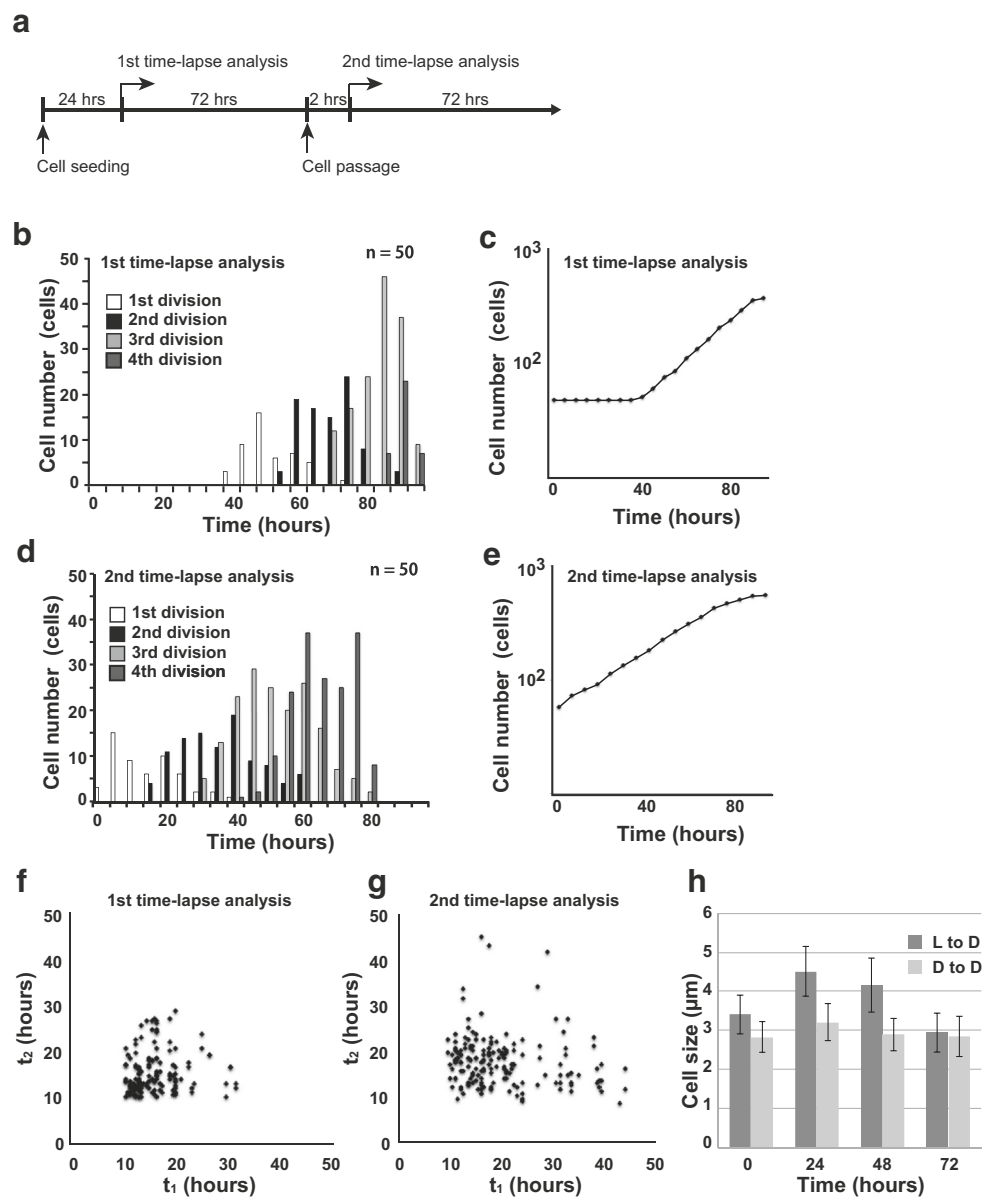 a
1st time-lapse analysis
2nd time-lapse analysis
24 hrs
72 hrs
2 hrs
72 hrs
Cell seeding
Cell passage
b
1st time-lapse analysis
n = 50
1st division
2nd division
3rd division
4th division
Cell number (cells)
50
40
30
20
10
0
0 20 40 60 80
Time (hours)
c
1st time-lapse analysis
Cell number (cells)
10³
10²
0 40 80
Time (hours)
d
2nd time-lapse analysis
n = 50
1st division
2nd division
3rd division
4th division
Cell number (cells)
50
40
30
20
10
0
0 20 40 60 80
Time (hours)
e
2nd time-lapse analysis
Cell number (cells)
10³
10²
0 40 80
Time (hours)
f
1st time-lapse analysis
t₂ (hours)
50
40
30
20
10
0
0 10 20 30 40 50
t₁ (hours)
g
2nd time-lapse analysis
t₂ (hours)
50
40
30
20
10
0
0 10 20 30 40 50
t₁ (hours)
h
L to D
D to D
Cell size (μm)
6
5
4
3
2
1
0
0 24 48 72
Time (hours)